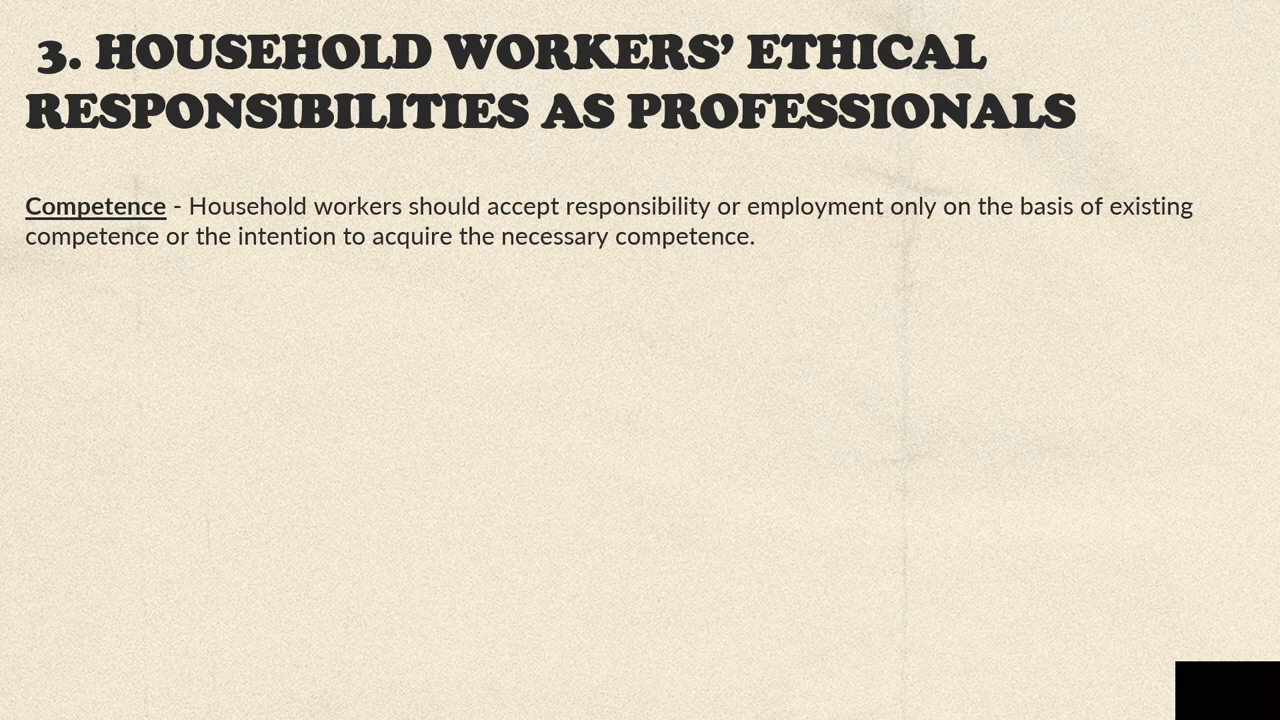 3. HOUSEHOLD WORKERS’ ETHICAL
RESPONSIBILITIES AS PROFESSIONALS
Competence - Household workers should accept responsibility or employment only on the basis of existing
competence or the intention to acquire the necessary competence.